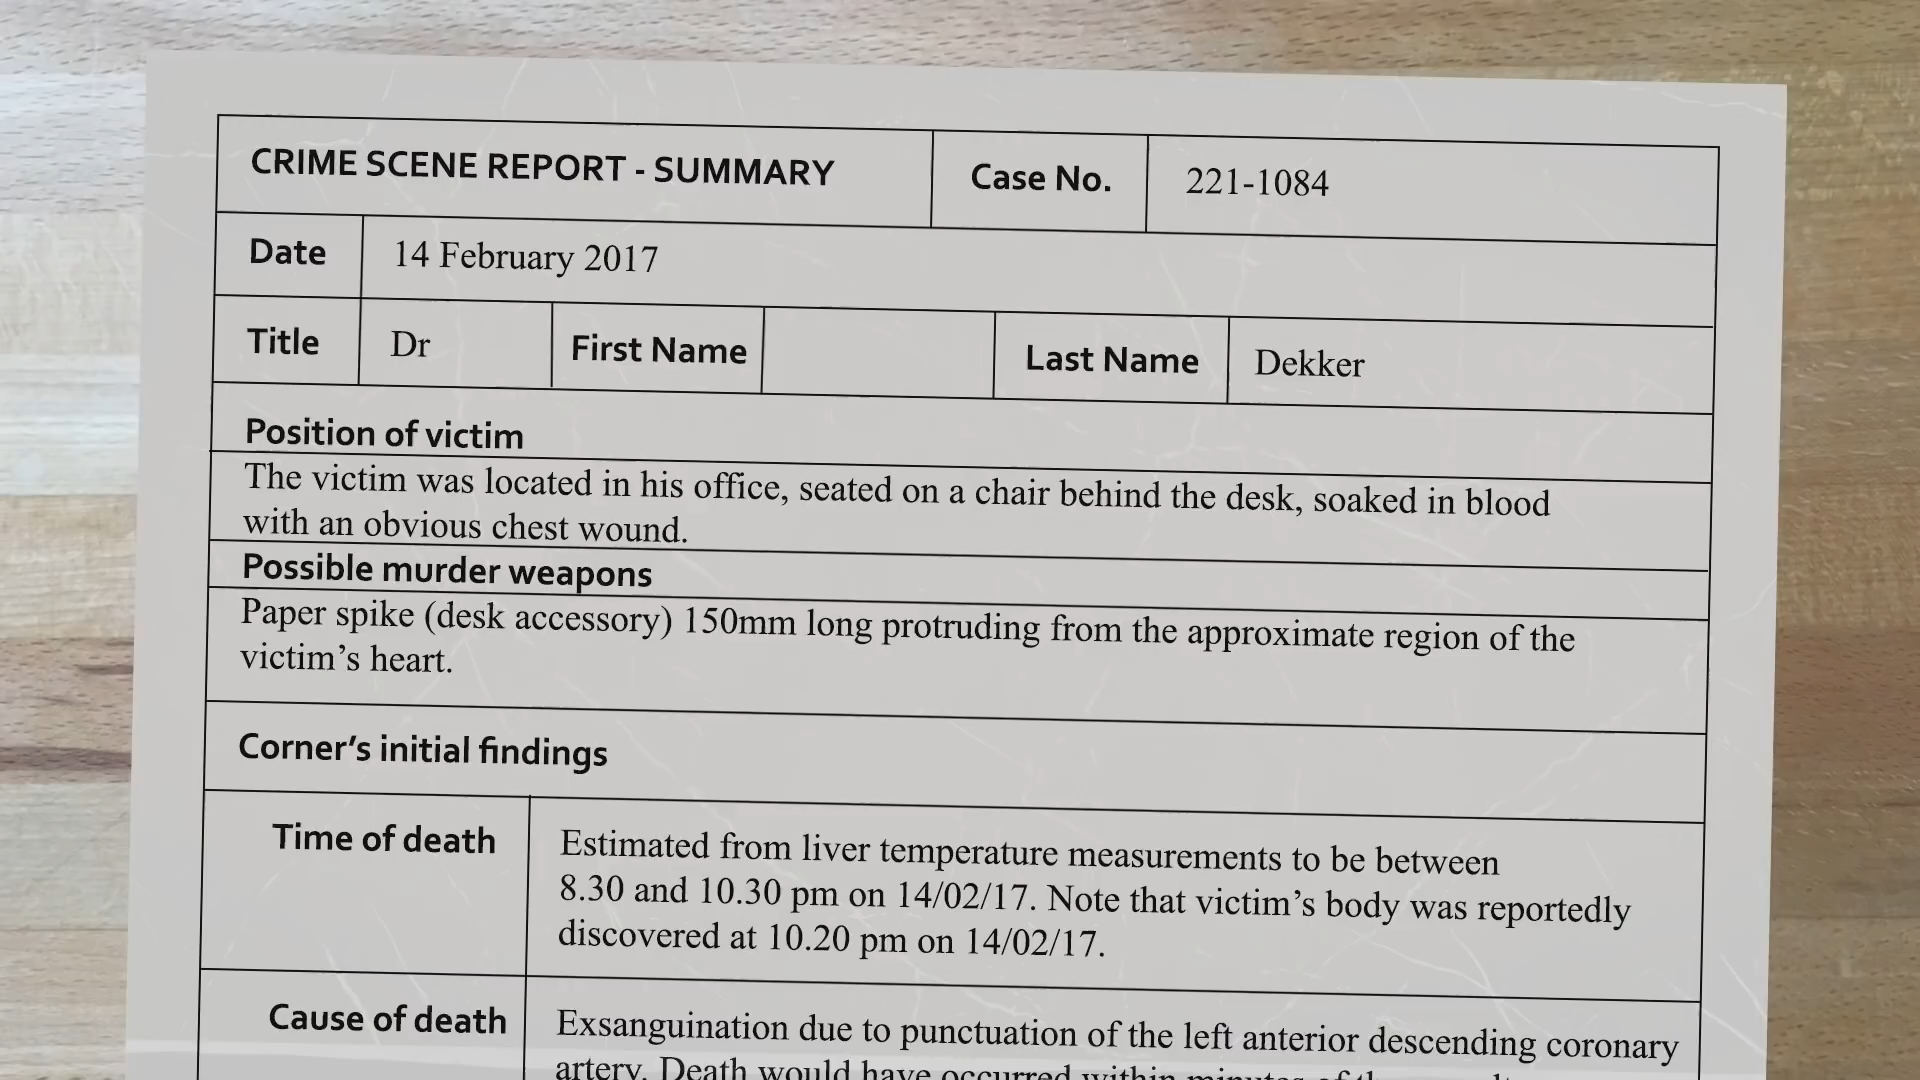 CRIME SCENE REPORT - SUMMARY Case No. 221-1084
Date 14 February 2017
Title Dr First Name Last Name Dekker
Position of victim
The victim was located in his office, seated on a chair behind the desk, soaked in blood
with an obvious chest wound.
Possible murder weapons
Paper spike (desk accessory) 150mm long protruding from the approximate region of the
victim’s heart.
Corner’s initial findings
Time of death Estimated from liver temperature measurements to be between
8.30 and 10.30 pm on 14/02/17. Note that victim’s body was reportedly
discovered at 10.20 pm on 14/02/17.
Cause of death Exsanguination due to punctuation of the left anterior descending coronary
artery. Death would have occurred within minutes of the